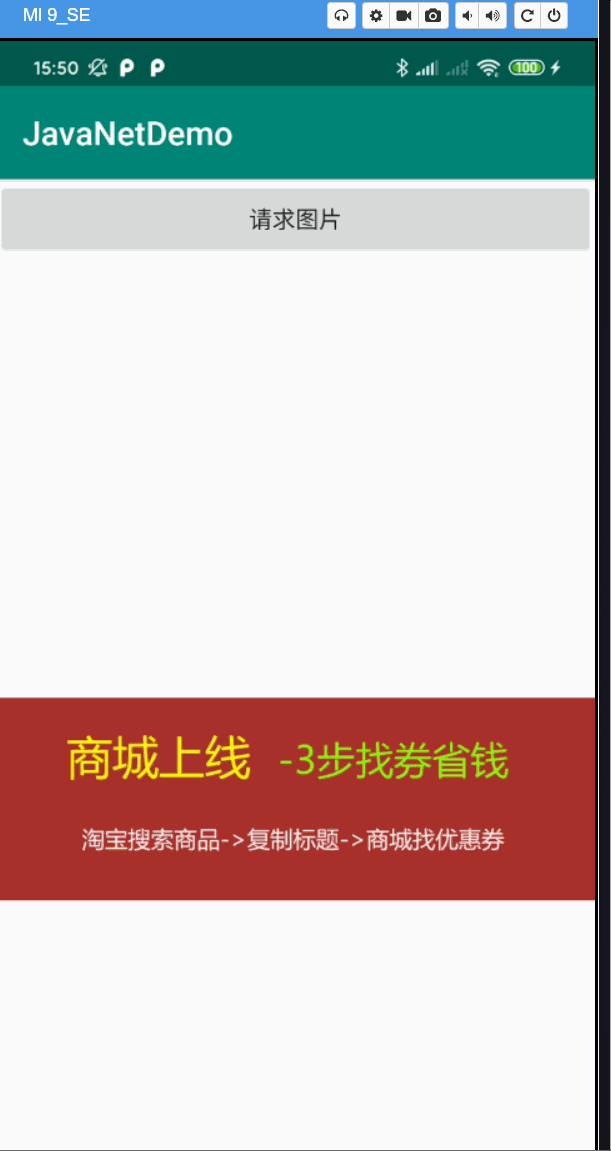 MI 9_SE
15:50 100
JavaNetDemo
请求图片
商城上线 -3步找券省钱
淘宝搜索商品->复制标题->商城找优惠券